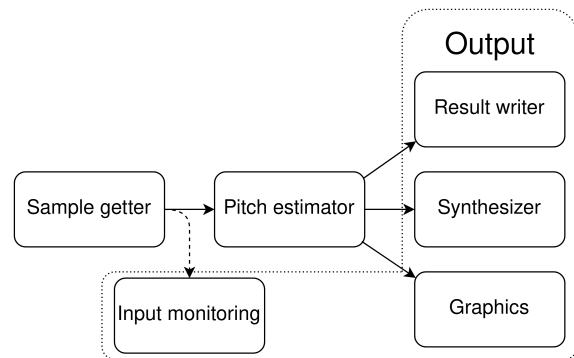 Output
Result writer
Sample getter
Pitch estimator
Synthesizer
Input monitoring
Graphics